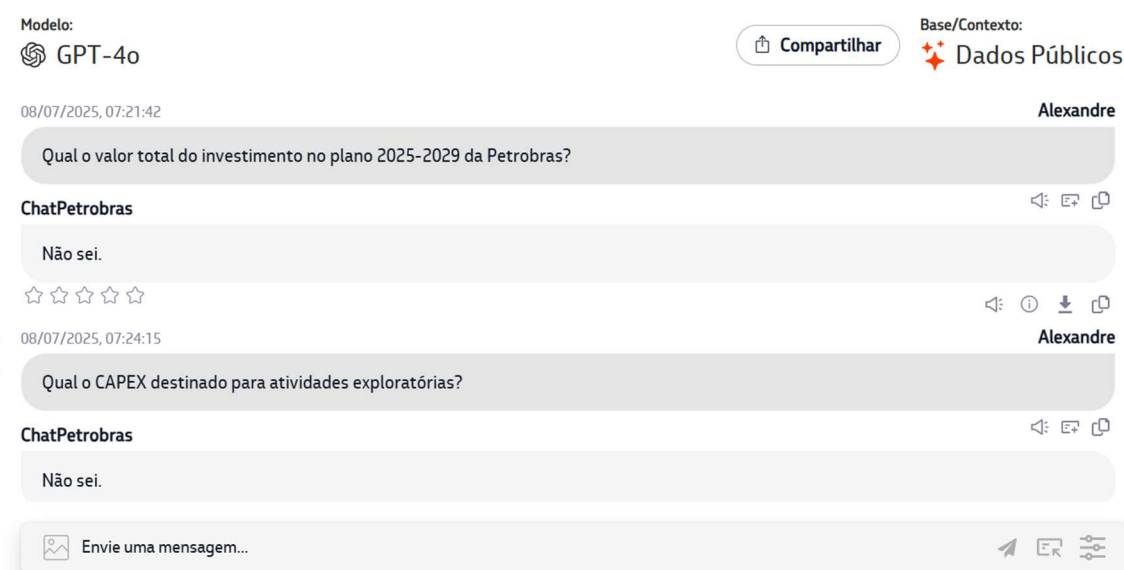 Modelo:
GPT-4o
Compartilhar
Base/Contexto:
Dados Públicos
08/07/2025, 07:21:42
Alexandre
Qual o valor total do investimento no plano 2025-2029 da Petrobras?
ChatPetrobras
Não sei.
08/07/2025, 07:24:15
Alexandre
Qual o CAPEX destinado para atividades exploratórias?
ChatPetrobras
Não sei.
Envie uma mensagem...